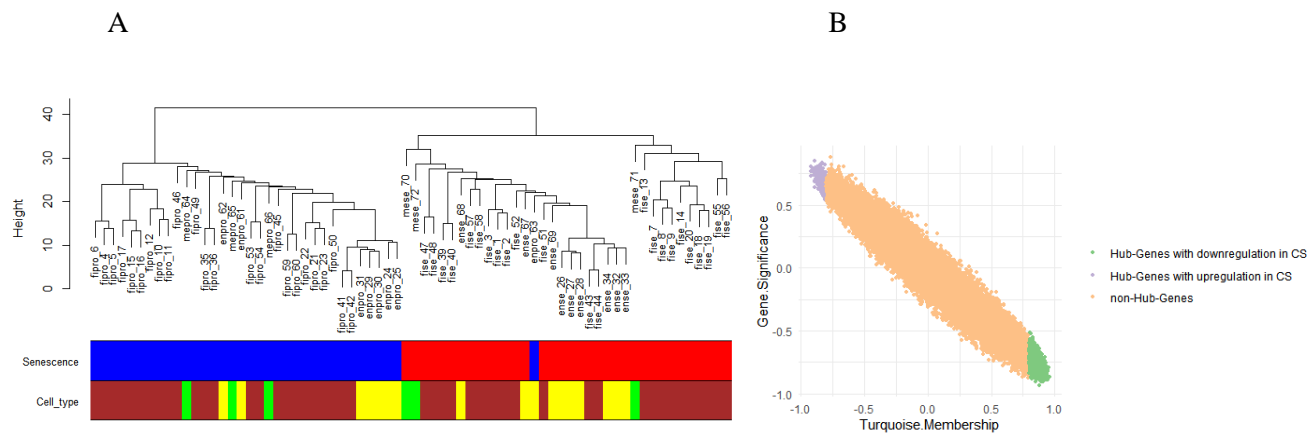 A
B
Height
40
30
20
10
0
fipro_6
fipro_4
fipro_5
fipro_17
fipro_15
fipro_16
fipro_12
fipro_10
fipro_11
fipro_46
mepro_64
fipro_49
fipro_35
fipro_36
enpro_62
mepro_65
enpro_61
fipro_53
fipro_54
mepro_66
fipro_45
fipro_59
fipro_22
fipro_21
fipro_23
fipro_50
fipro_41
fipro_42
enpro_31
enpro_29
enpro_30
enpro_24
enpro_25
mese_70
mese_72
fise_47
fise_48
fise_39
fise_40
ense_68
fise_57
fise_58
fise_3
fise_1
fise_2
fise_52
ense_67
enpro_63
fise_51
ense_69
ense_26
ense_27
ense_28
fise_43
fise_44
ense_34
ense_32
ense_33
mese_71
fise_13
fise_7
fise_8
fise_9
fise_14
fise_20
fise_18
fise_19
fise_55
fise_56
Senescence
Cell_type
Gene.Significance
0.5
0.0
-0.5
-1.0
-1.0
-0.5
0.0
0.5
1.0
Turquoise.Membership
Hub-Genes with downregulation in CS
Hub-Genes with upregulation in CS
non-Hub-Genes